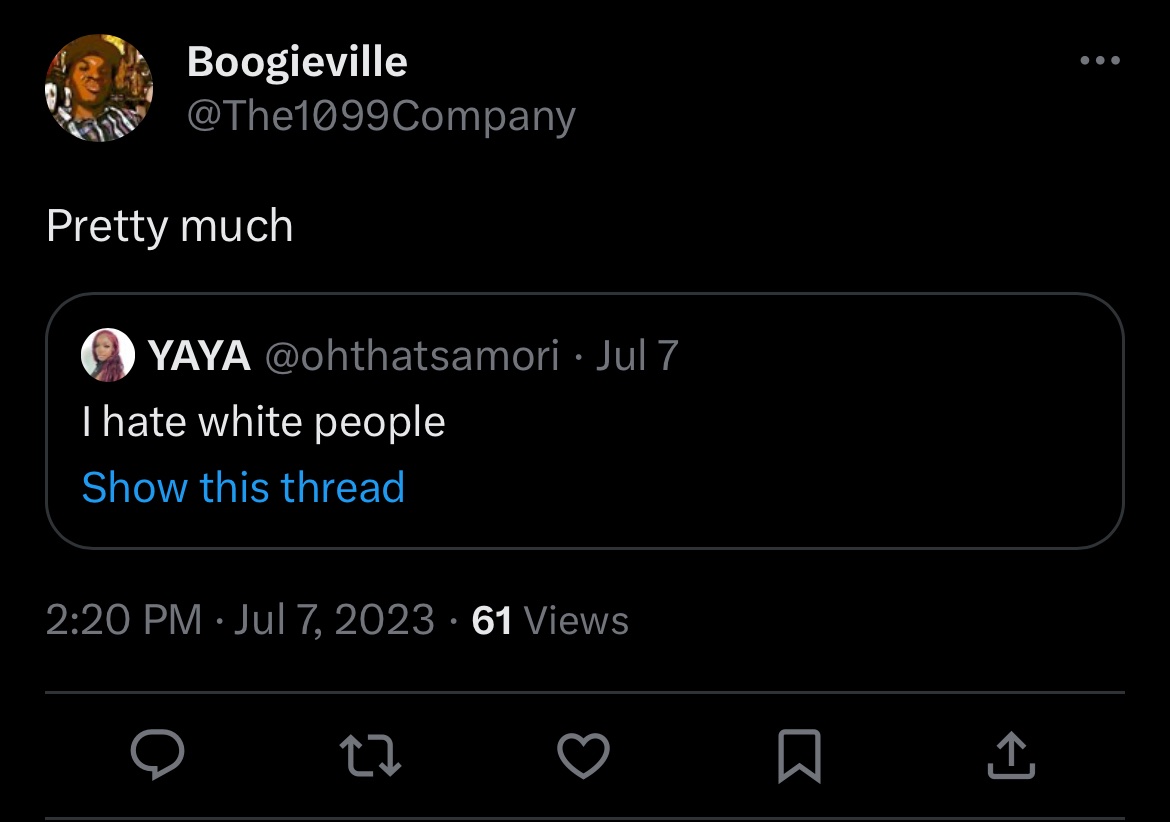 Boogieville
@The1099Company
Pretty much
YAYA @ohthatsamori · Jul 7
I hate white people
Show this thread
2:20 PM · Jul 7, 2023 · 61 Views